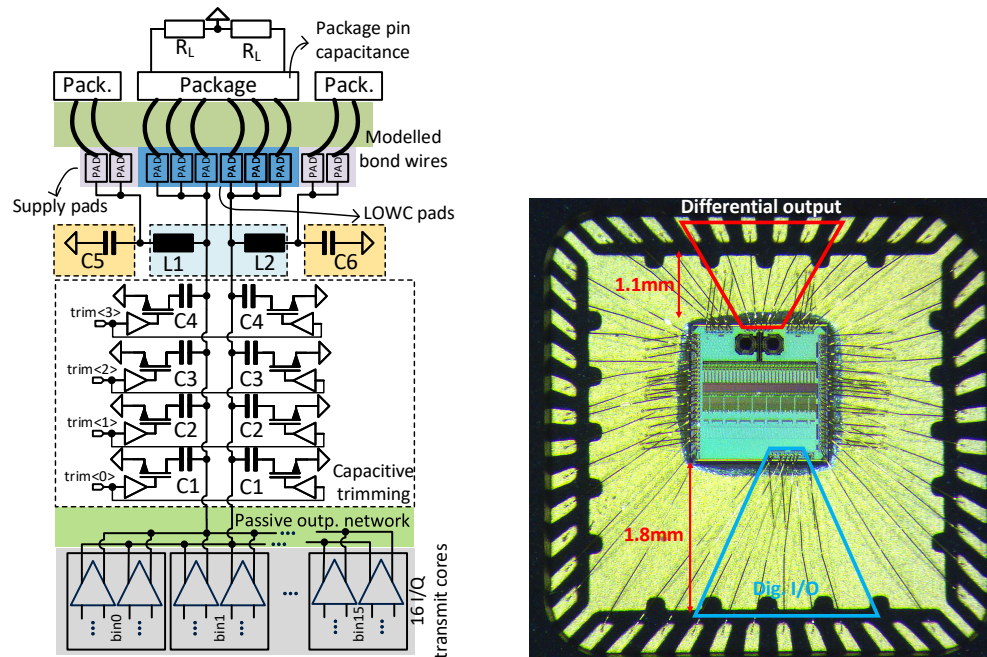 R_L
R_L
Package pin
capacitance
Pack.
Package
Pack.
Modelled
bond wires
PAD
PAD
PAD
PAD
PAD
PAD
PAD
PAD
PAD
PAD
Supply pads
LOWC pads
C5
L1
L2
C6
trim<3>
C4
C4
trim<2>
C3
C3
trim<1>
C2
C2
trim<0>
C1
C1
Capacitive
trimming
Passive outp. network
bin0
bin1
bin15
16 I/Q
transmit cores
Differential output
1.1mm
1.8mm
Dig. I/O